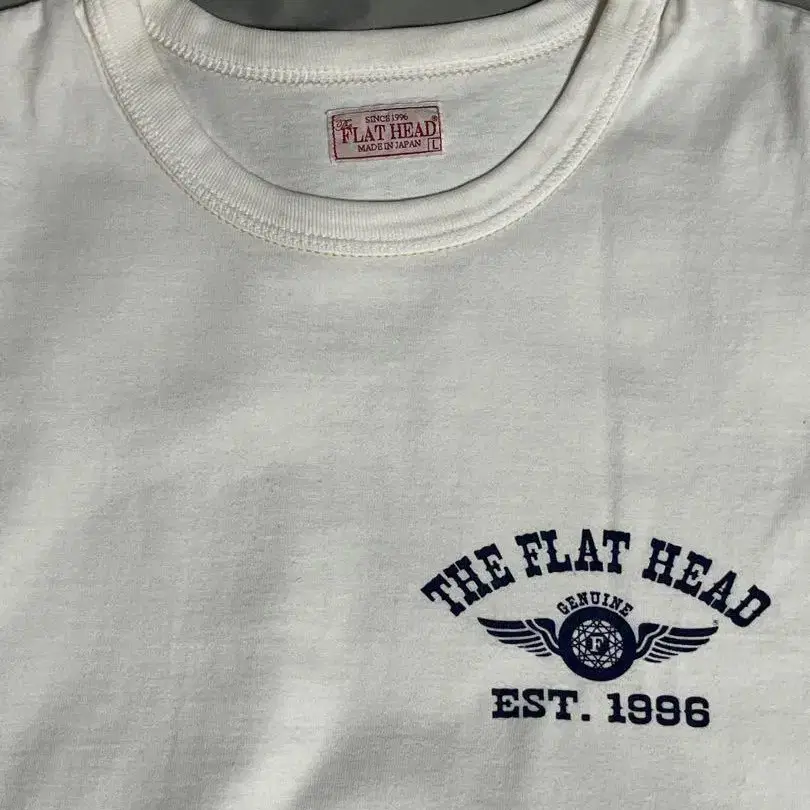 SINCE 1996
The
FLAT HEAD®
MADE IN JAPAN L
THE FLAT HEAD
GENUINE
F
EST. 1996